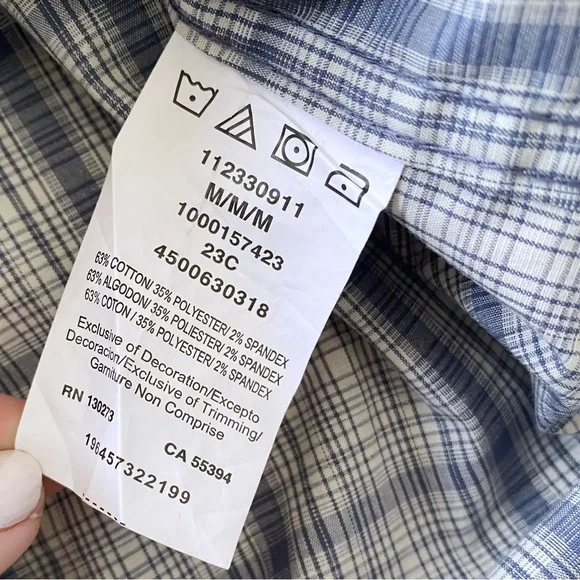 112330911
M/M/M
1000157423
23C
4500630318
63% COTTON/ 35% POLYESTER/ 2% SPANDEX
63% ALGODON/ 35% POLIESTER/ 2% SPANDEX
63% COTON / 35% POLYESTER/ 2% SPANDEX
Exclusive of Decoration/Excepto
Decoracion/Exclusive of Trimming/
Garniture Non Comprise
RN 130273 CA 55394
196457322199